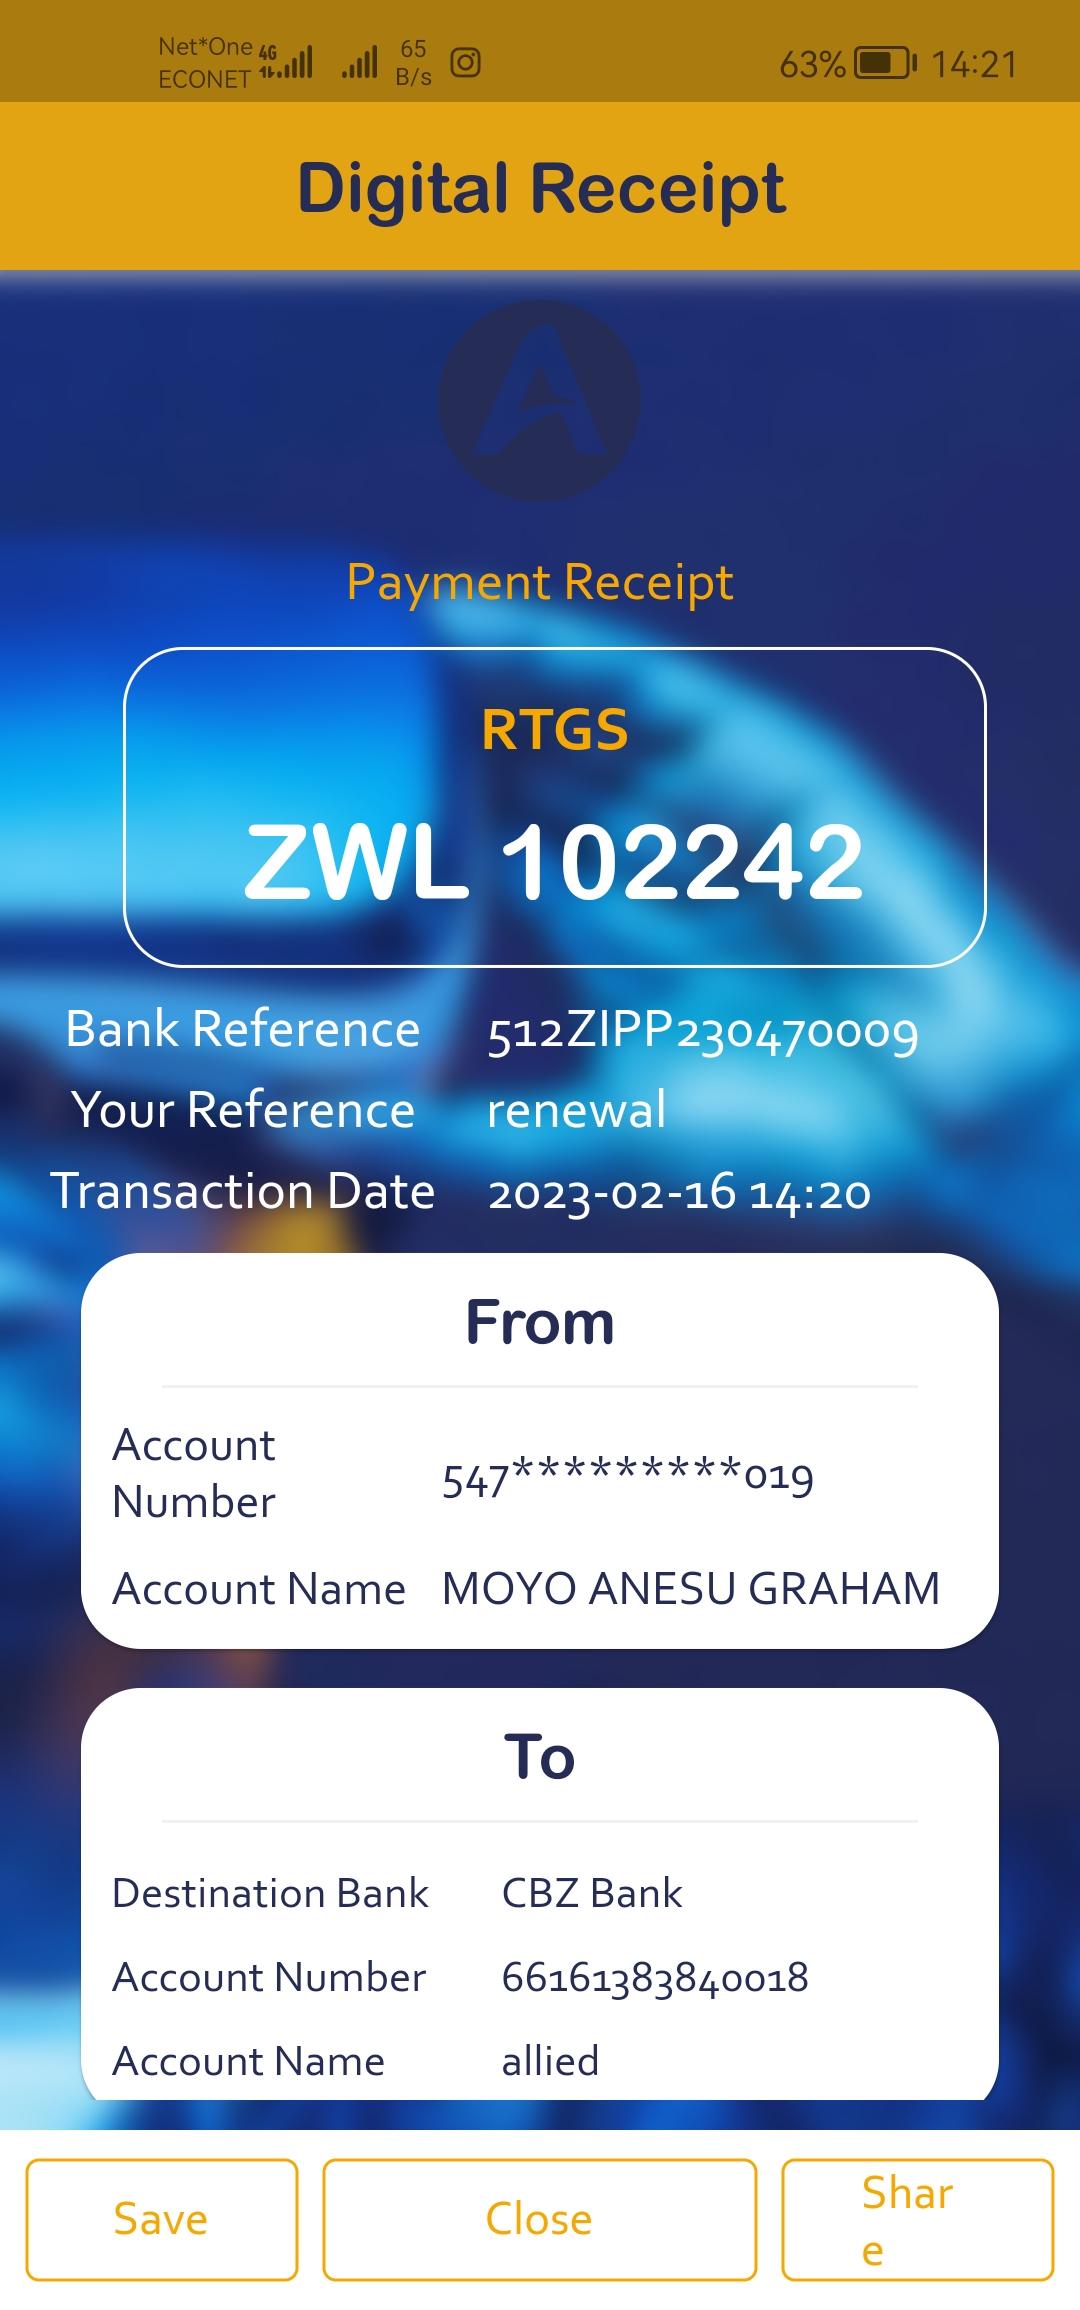 Net*One 4G 65 63% 14:21
ECONET B/s
Digital Receipt
Payment Receipt
RTGS
ZWL 102242
Bank Reference 512ZIPP230470009
Your Reference renewal
Transaction Date 2023-02-16 14:20
From
Account
Number 547*********019
Account Name MOYO ANESU GRAHAM
To
Destination Bank CBZ Bank
Account Number 66161383840018
Account Name allied
Save Close Shar
e